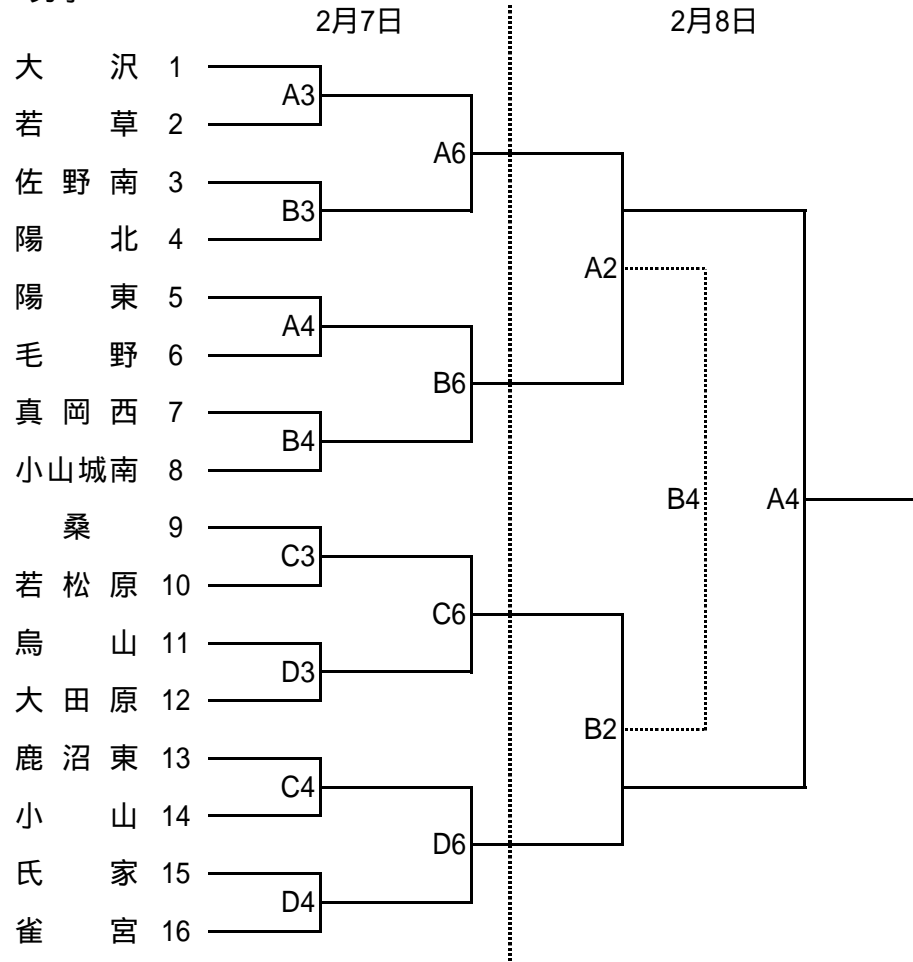 2月7日 2月8日
大沢 1
A3
若草 2
A6
佐野南 3
B3
陽北 4
A2
陽東 5
A4
毛野 6
B6
真岡西 7
B4
小山城南 8
B4 A4
桑 9
C3
若松原 10
C6
烏山 11
D3
大田原 12
B2
鹿沼東 13
C4
小山 14
D6
氏家 15
D4
雀宮 16